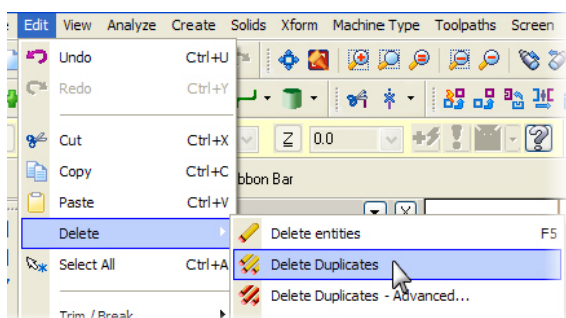 Edit View Analyze Create Solids Xform Machine Type Toolpaths Screen
Undo Ctrl+U
Redo Ctrl+Y
Cut Ctrl+X
Z 0.0
Copy Ctrl+C
bbon Bar
Paste Ctrl+V
Delete
Delete entities F5
Select All Ctrl+A
Delete Duplicates
Delete Duplicates - Advanced...
Trim / Break